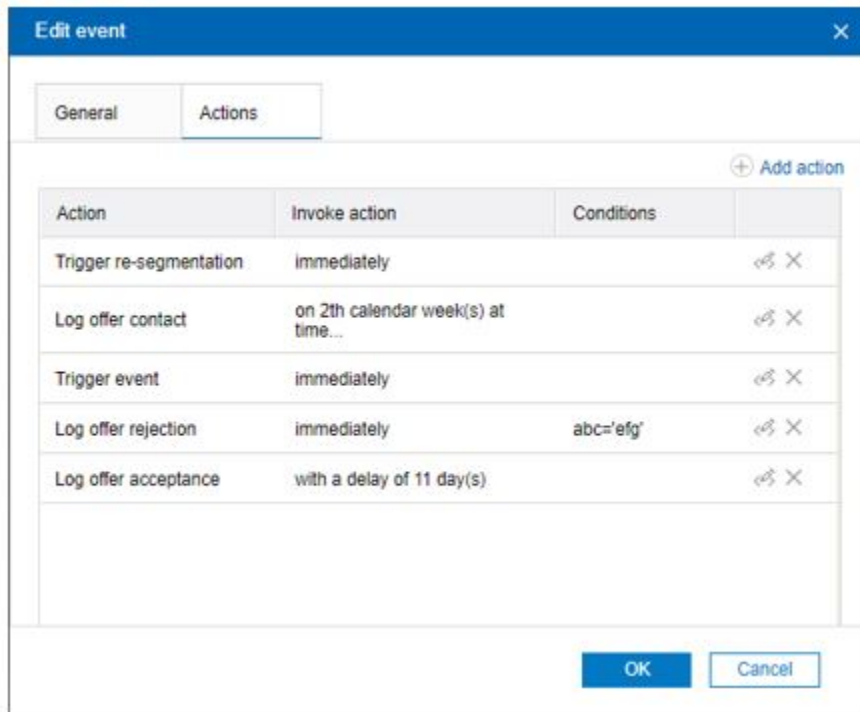 Edit event
General Actions
Add action
Action Invoke action Conditions
Trigger re-segmentation immediately
Log offer contact on 2th calendar week(s) at
time...
Trigger event immediately
Log offer rejection immediately abc='efg'
Log offer acceptance with a delay of 11 day(s)
OK Cancel